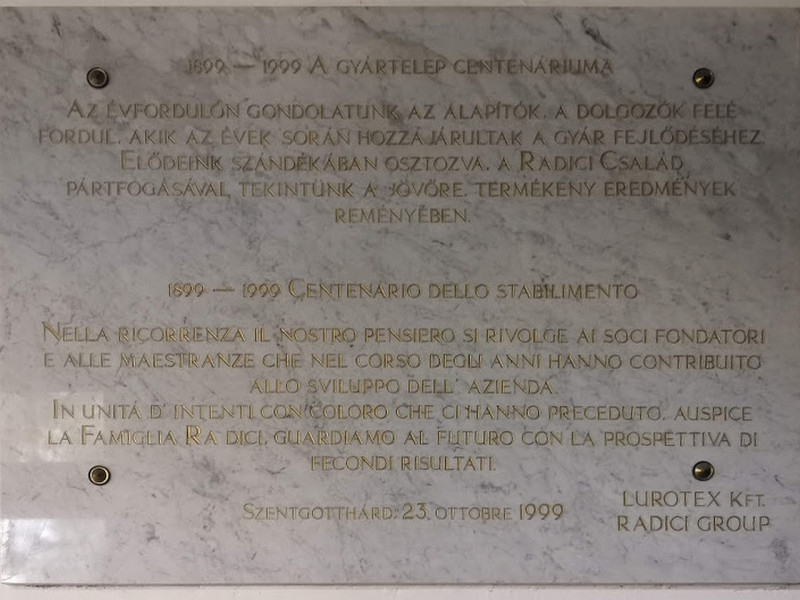 1899 — 1999 A GYÁRTELEP CENTENÁRIUMA
AZ ÉVFORDULÓN GONDOLATUNK AZ ALAPÍTÓK, A DOLGOZÓK FELÉ
FORDUL, AKIK AZ ÉVEK SORÁN HOZZÁJÁRULTAK A GYÁR FEJLŐDÉSÉHEZ.
ELŐDEINK SZÁNDÉKÁBAN OSZTOZVA, A RADICI CSALÁD
PÁRTFOGÁSÁVAL TEKINTÜNK A JÖVŐRE, TERMÉKENY EREDMÉNYEK
REMÉNYÉBEN.
1899 — 1999 CENTENARIO DELLO STABILIMENTO
NELLA RICORRENZA IL NOSTRO PENSIERO SI RIVOLGE AI SOCI FONDATORI
E ALLE MAESTRANZE CHE NEL CORSO DEGLI ANNI HANNO CONTRIBUITO
ALLO SVILUPPO DELL' AZIENDA.
IN UNITÁ D' INTENTI CON COLORO CHE CI HANNO PRECEDUTO, AUSPICE
LA FAMIGLIA RADICI, GUARDIAMO AL FUTURO CON LA PROSPETTIVA DI
FECONDI RISULTATI.
SZENTGOTTHÁRD, 23. OTTOBRE 1999
LUROTEX KFT.
RADICI GROUP